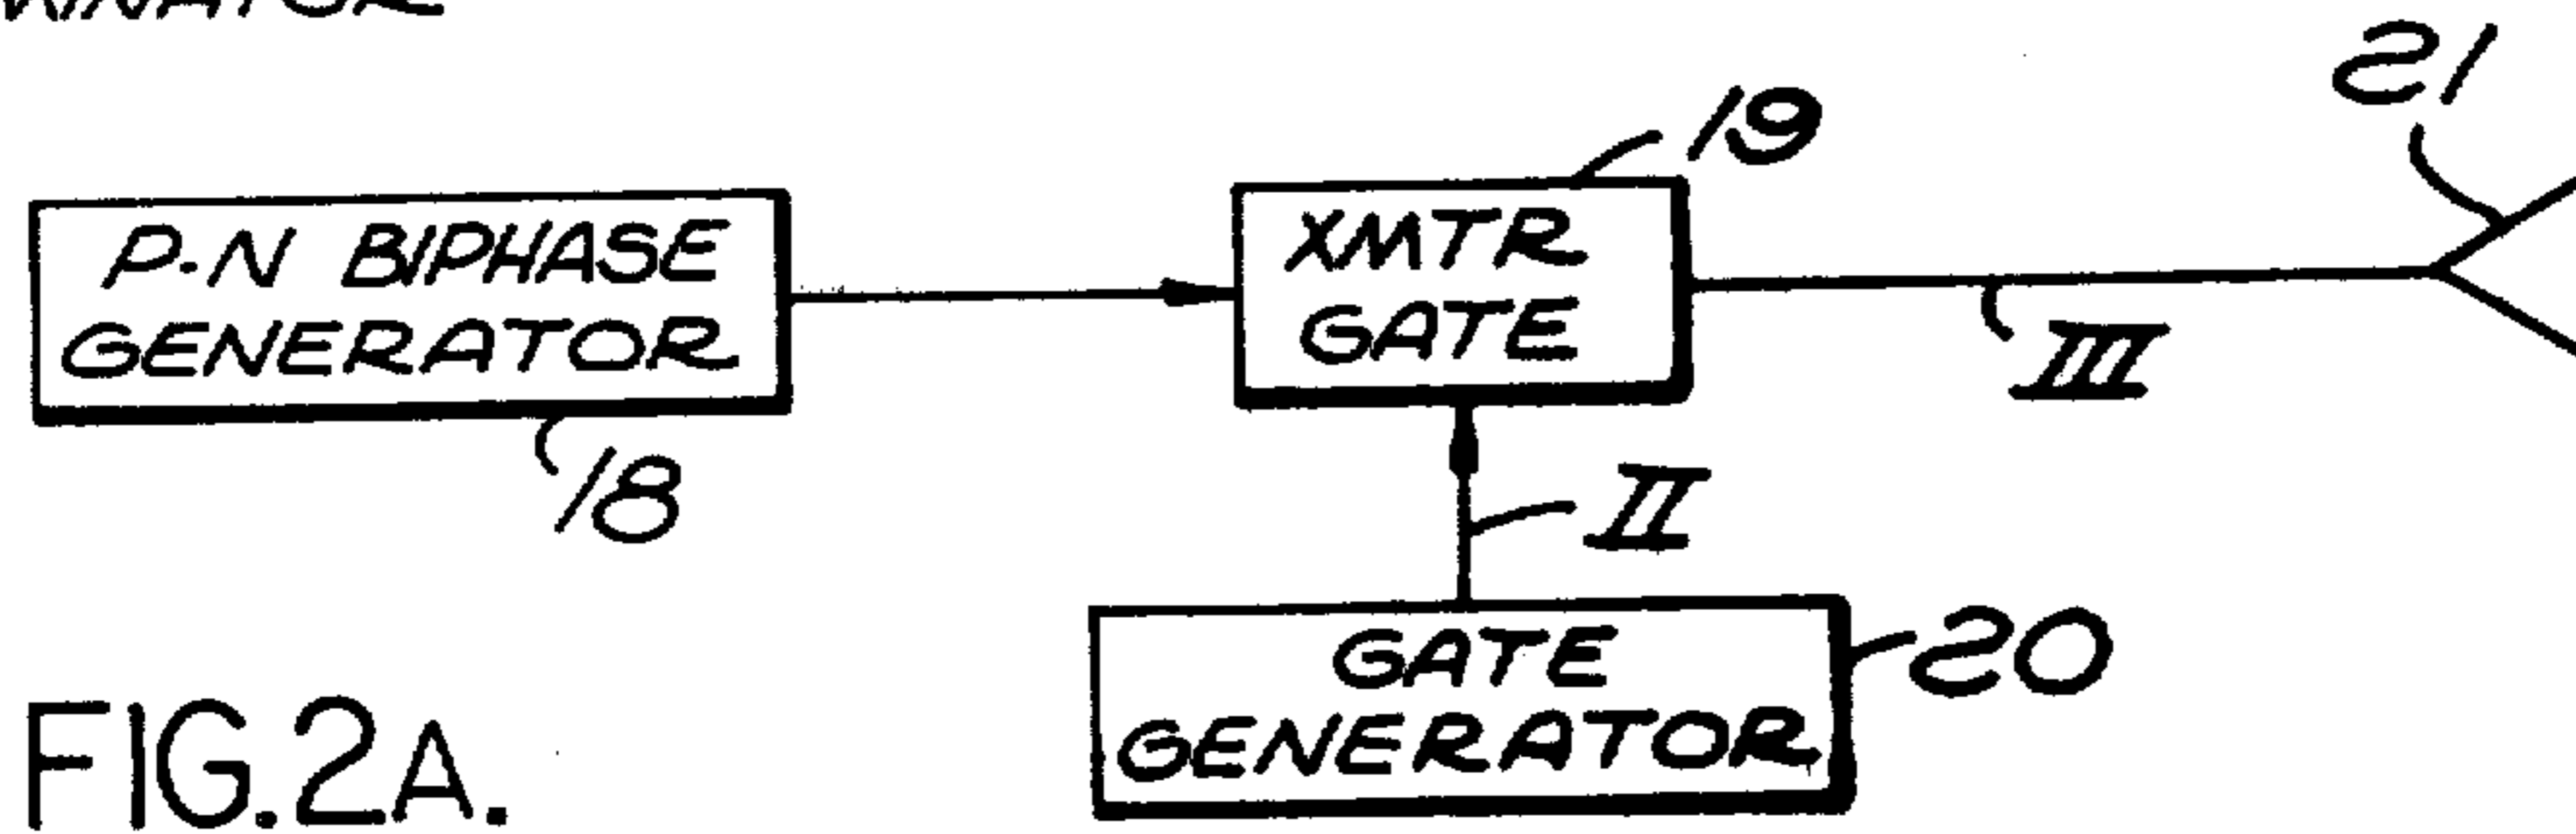 21
19
P.-N BIPHASE
GENERATOR
XMTR
GATE
III
18
II
GATE
GENERATOR
20
FIG.2A.